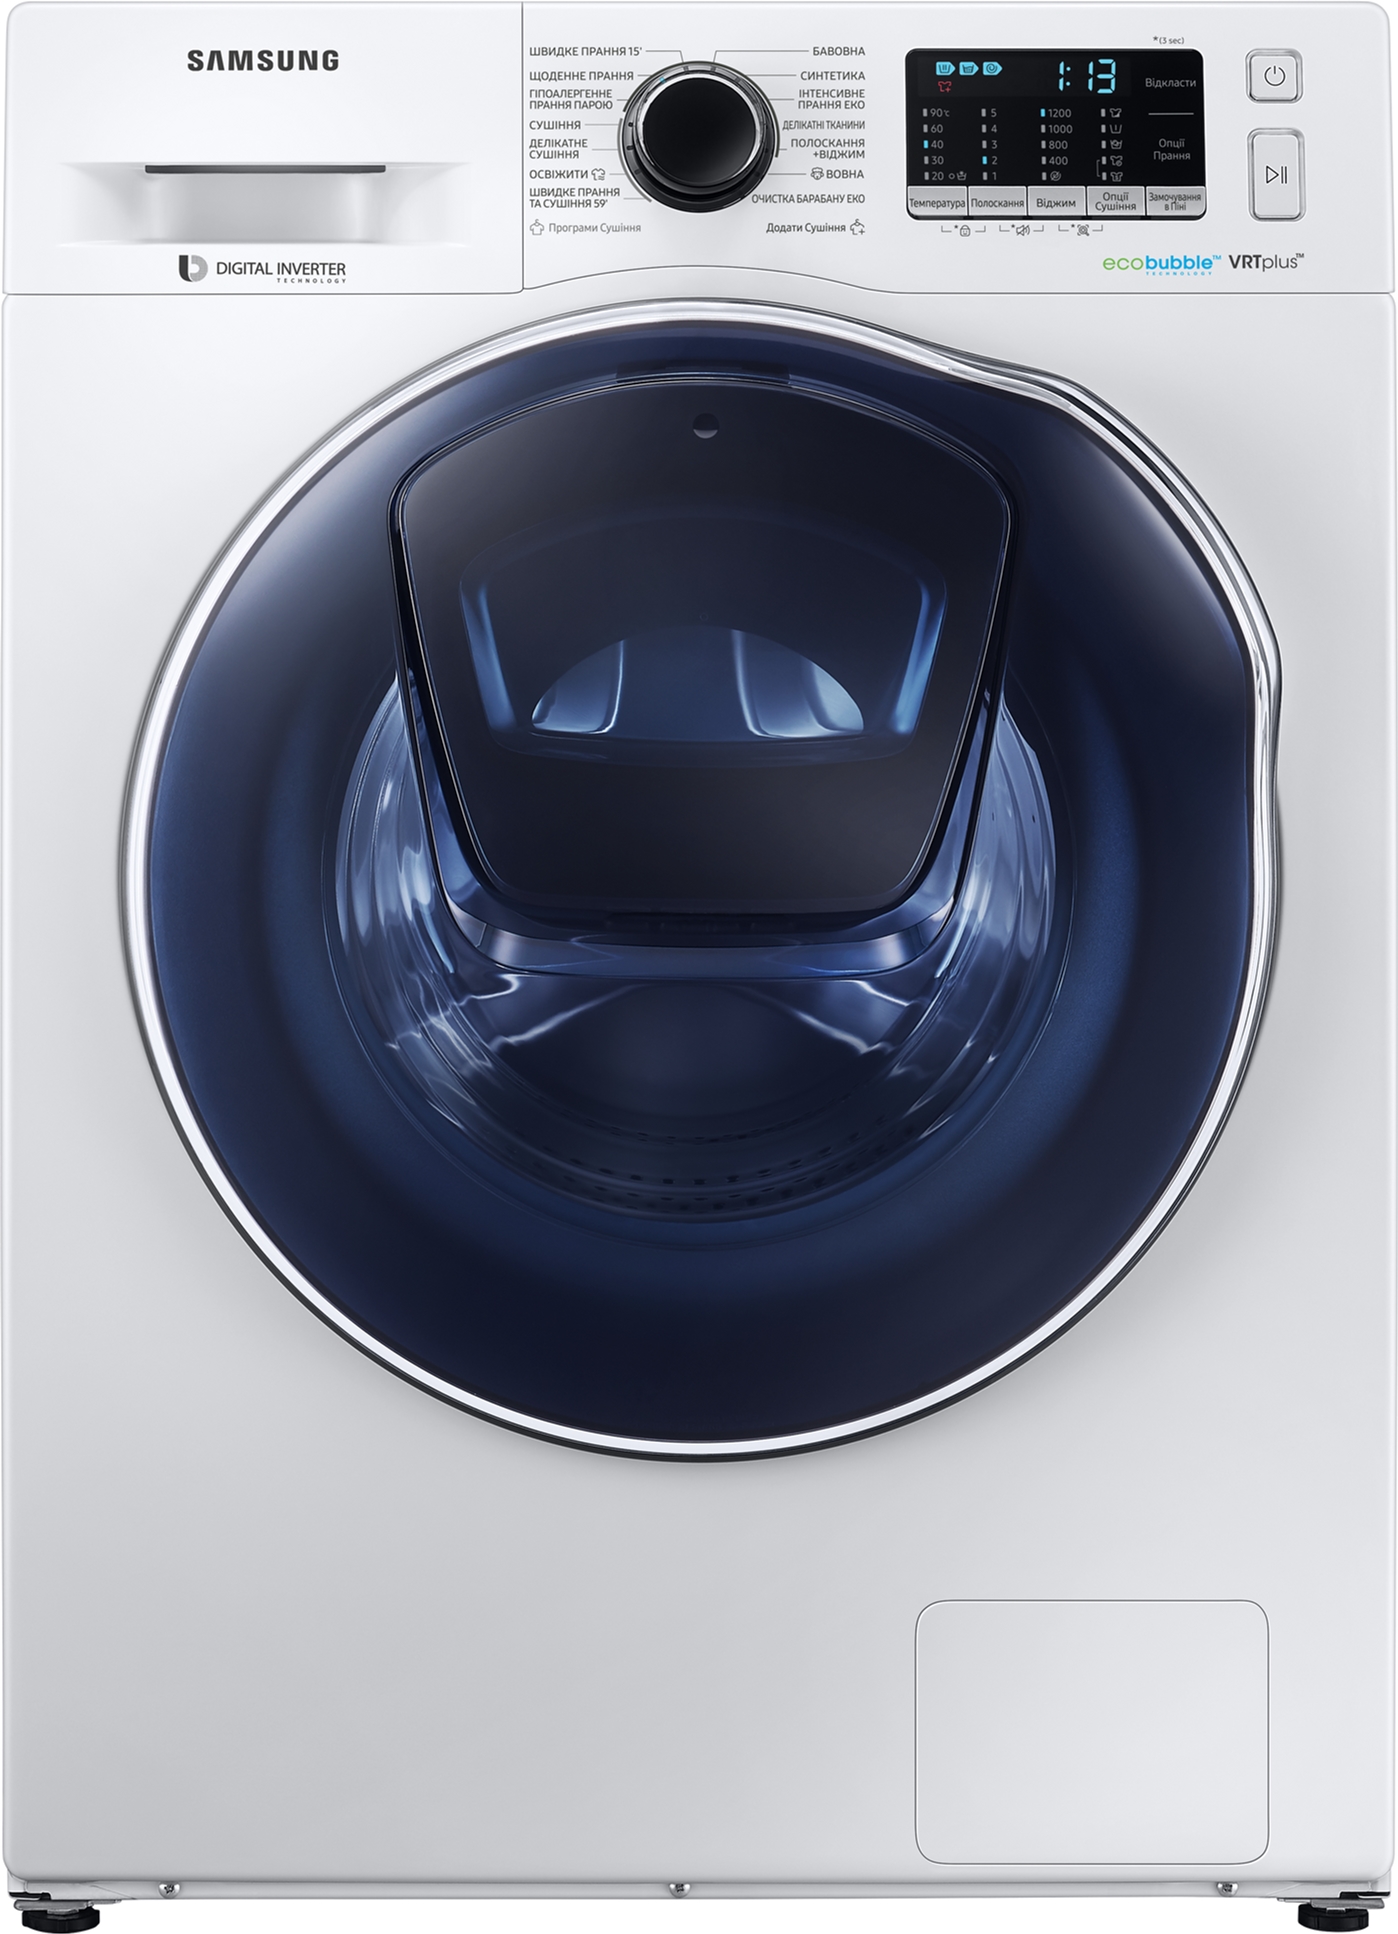 SAMSUNG
DIGITAL INVERTER
TECHNOLOGY
ШВИДКЕ ПРАННЯ 15'
ЩОДЕННЕ ПРАННЯ
ГІПОАЛЕРГЕННЕ
ПРАННЯ ПАРОЮ
СУШІННЯ
ДЕЛІКАТНЕ
СУШІННЯ
ОСВІЖИТИ
ШВИДКЕ ПРАННЯ
ТА СУШІННЯ 59'
Програми Сушіння
БАВОВНА
СИНТЕТИКА
ІНТЕНСИВНЕ
ПРАННЯ ЕКО
ДЕЛІКАТНІ ТКАНИНИ
ПОЛОСКАННЯ
+ВІДЖИМ
ВОВНА
ОЧИСТКА БАРАБАНУ ЕКО
Додати Сушіння
*(3 sec)
1:13
Відкласти
90°c 5 1200
60 4 1000
40 3 800
30 2 400
20 1
Опції
Прання
Температура
Полоскання
Віджим
Опції
Сушіння
Замочування
в Піні
ecobubble™
TECHNOLOGY
VRTplus™